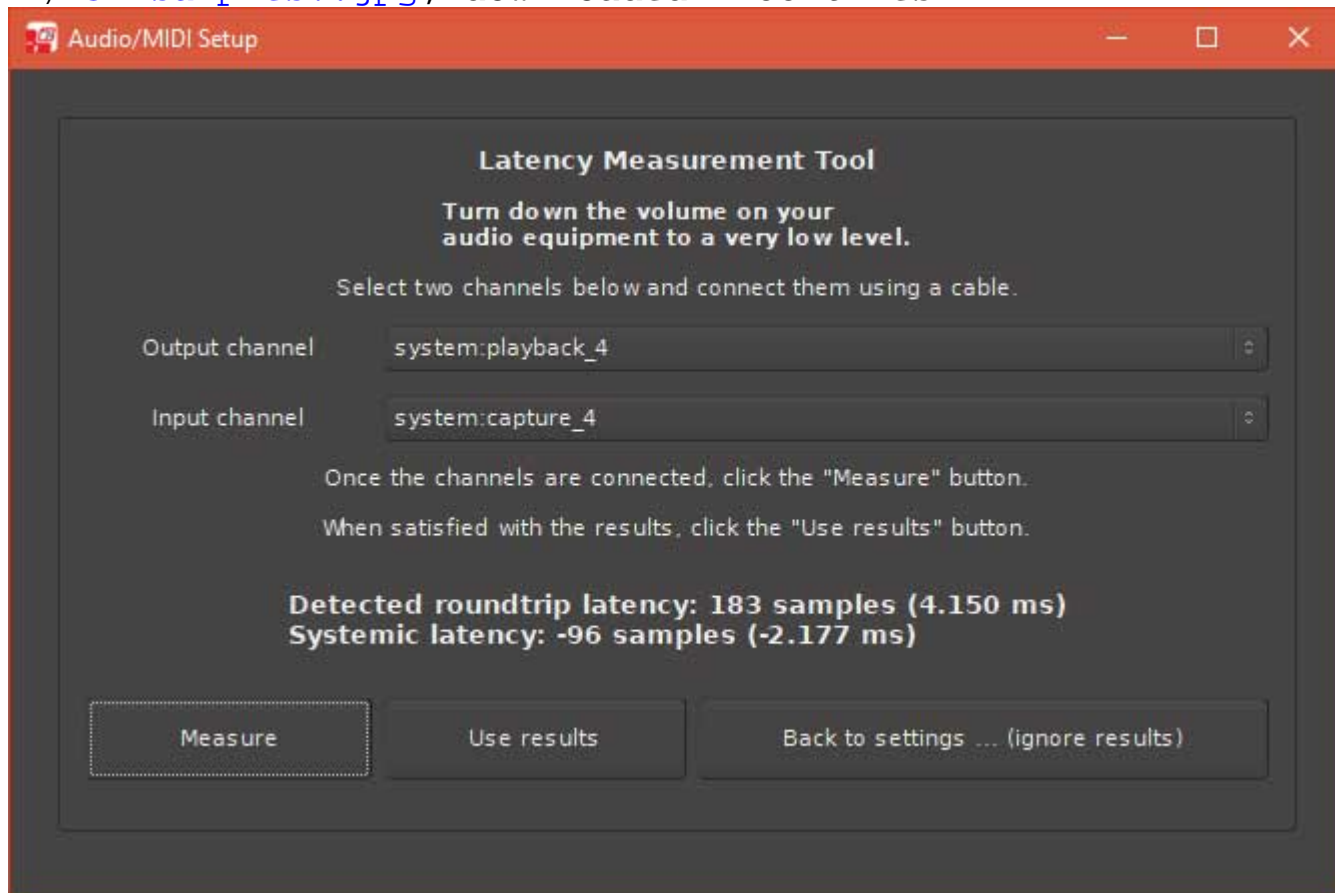 Audio/MIDI Setup
Latency Measurement Tool
Turn down the volume on your
audio equipment to a very low level.
Select two channels below and connect them using a cable.
Output channel system:playback_4
Input channel system:capture_4
Once the channels are connected, click the "Measure" button.
When satisfied with the results, click the "Use results" button.
Detected roundtrip latency: 183 samples (4.150 ms)
Systemic latency: -96 samples (-2.177 ms)
Measure Use results Back to settings ... (ignore results)